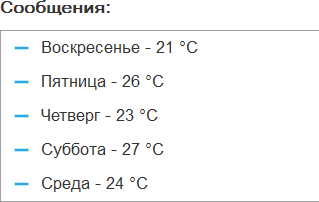 Сообщения:
Воскресенье - 21 °C
Пятница - 26 °C
Четверг - 23 °C
Суббота - 27 °C
Среда - 24 °C